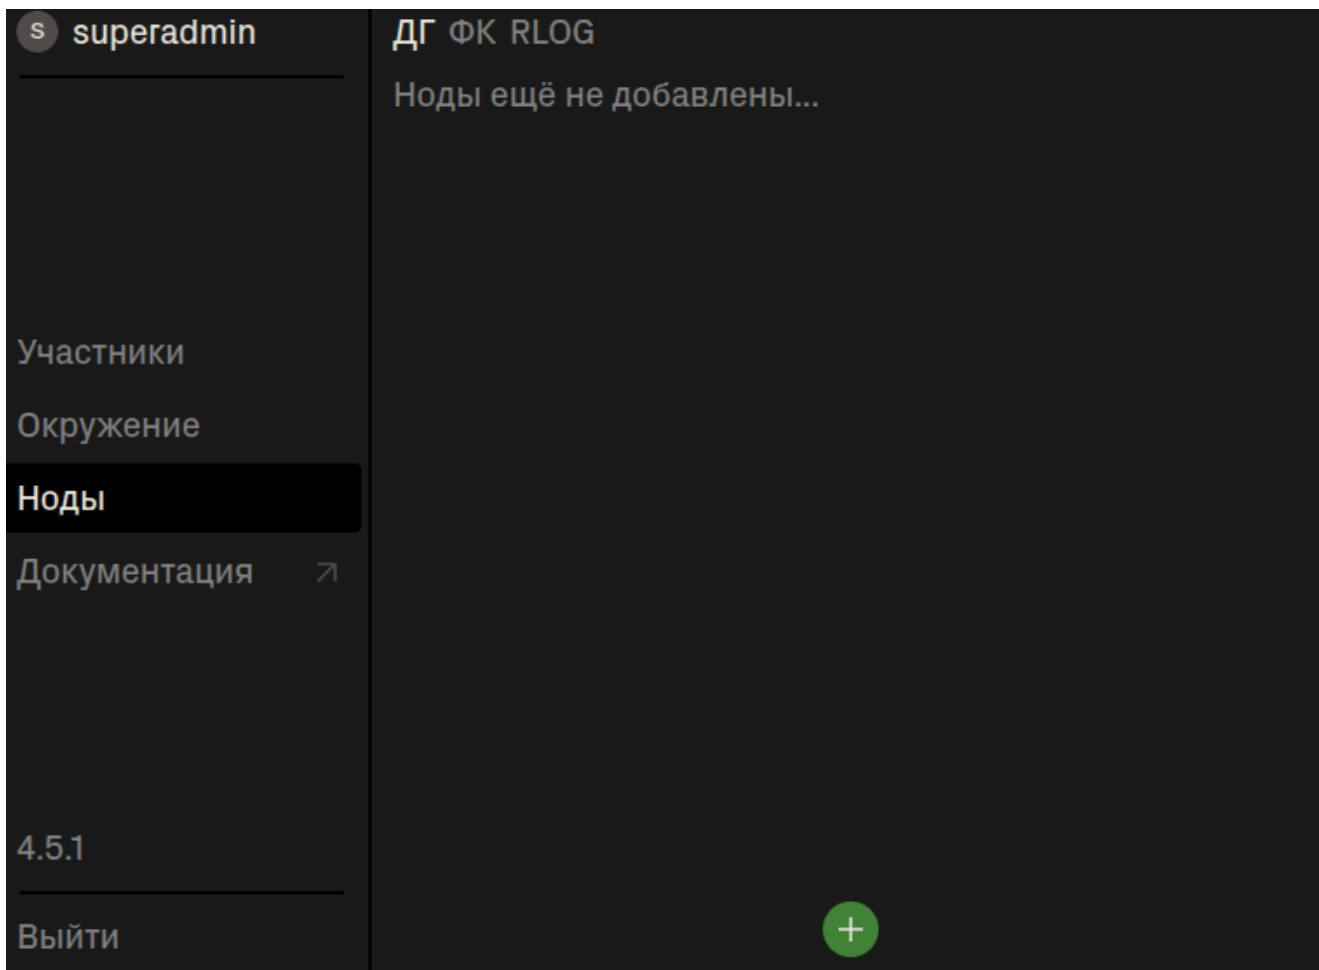 S superadmin
Участники
Окружение
Ноды
Документация
4.5.1
Выйти
ДГ ФК RLOG
Ноды ещё не добавлены...